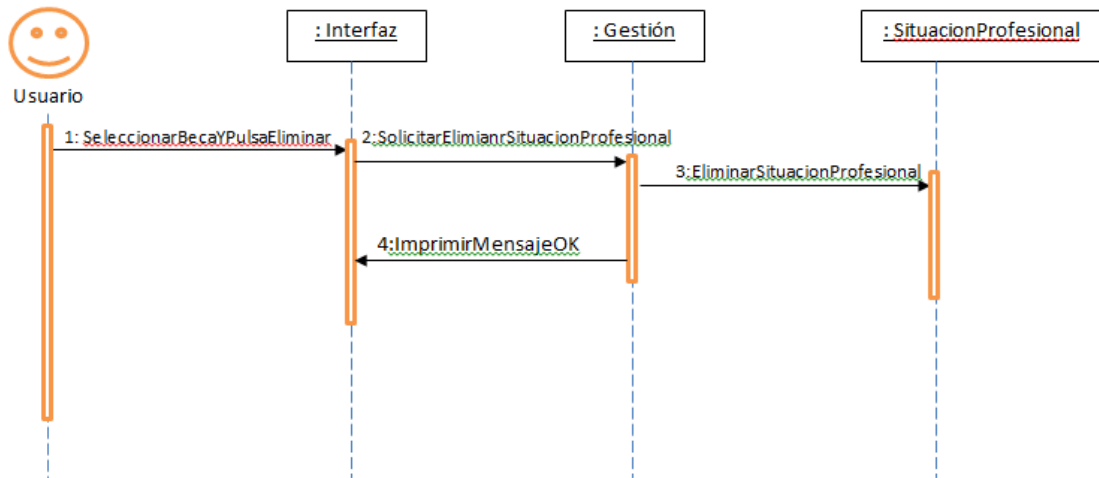 : Interfaz
: Gestión
: SituacionProfesional
Usuario
1: SeleccionarBecaYPulsaEliminar
2:SolicitarElimianrSituacionProfesional
3:EliminarSituacionProfesional
4:ImprimirMensajeOK